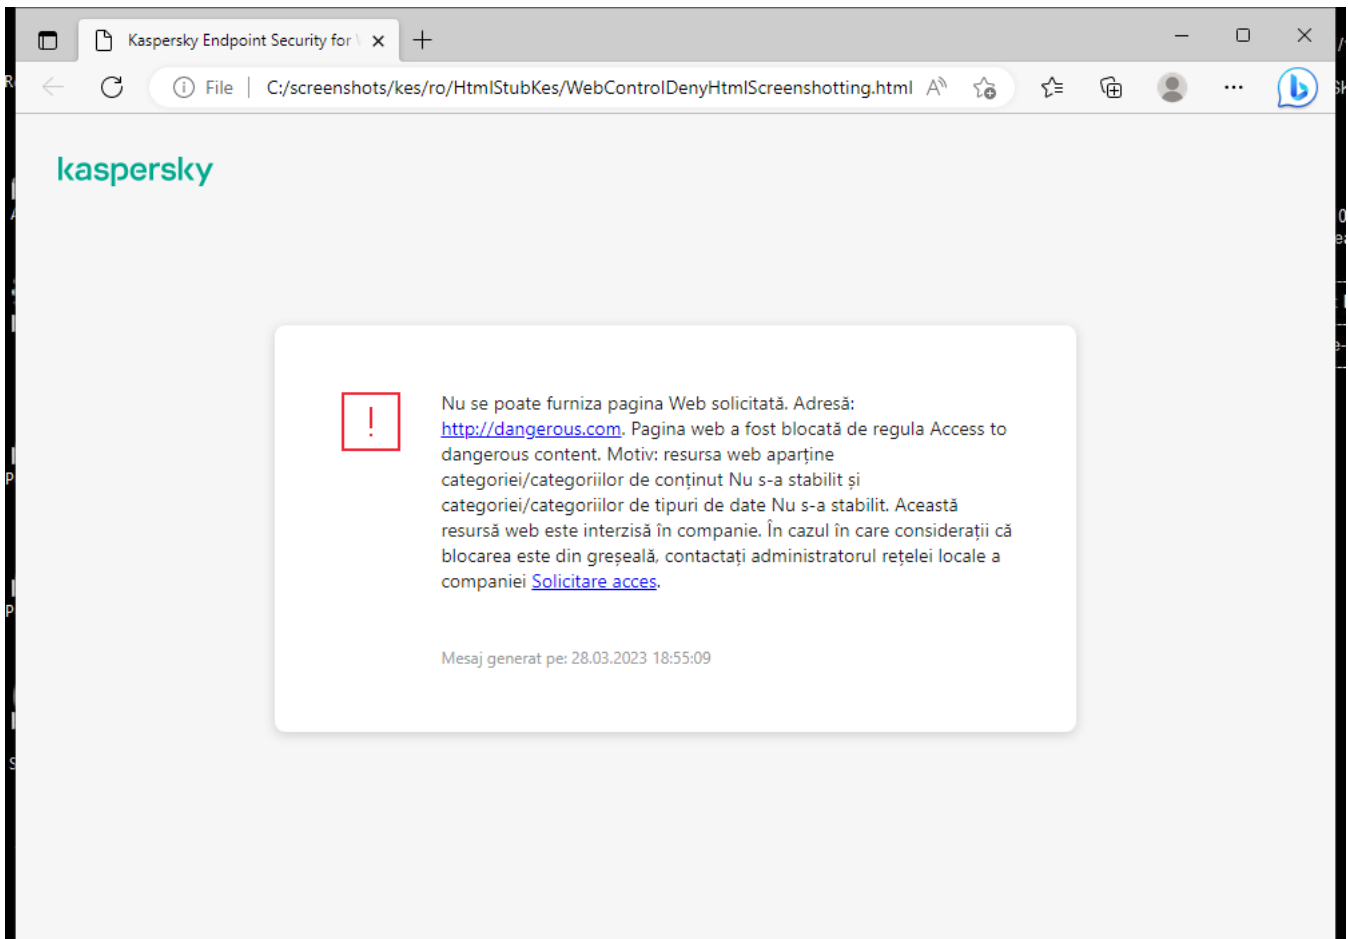 Kaspersky Endpoint Security for
File
C:/screenshots/kes/ro/HtmlStubKes/WebControlDenyHtmlScreenshotting.html
kaspersky
Nu se poate furniza pagina Web solicitată. Adresă:
http://dangerous.com. Pagina web a fost blocată de regula Access to
dangerous content. Motiv: resursa web aparține
categoriei/categoriilor de conținut Nu s-a stabilit și
categoriei/categoriilor de tipuri de date Nu s-a stabilit. Această
resursă web este interzisă în companie. În cazul în care considerații că
blocarea este din greșeală, contactați administratorul rețelei locale a
companiei Solicitare acces.
Mesaj generat pe: 28.03.2023 18:55:09